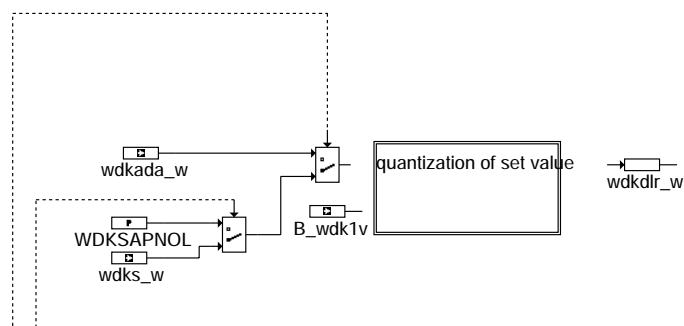 quantization of set value
wdkada_w
wdkdlr_w
B_wdk1v
P
WDKSAPNOL
wdks_w